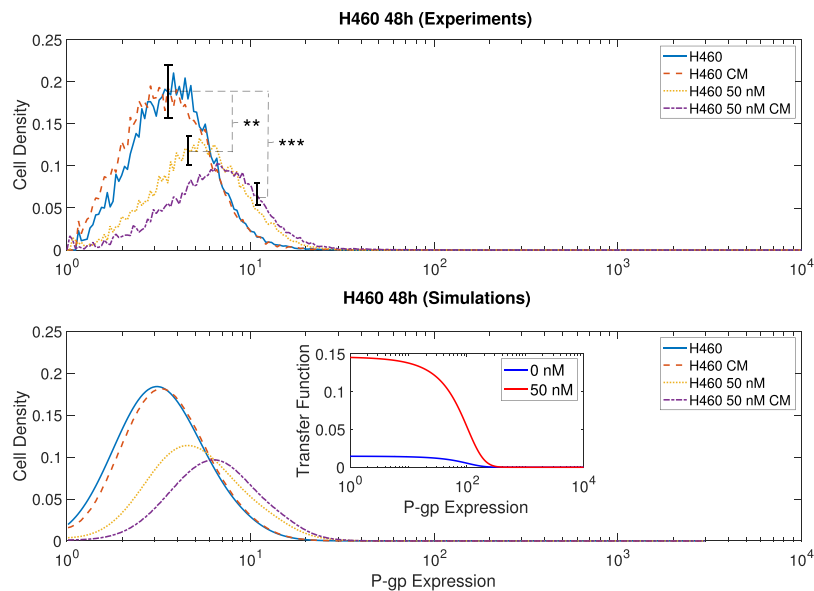 H460 48h (Experiments)
Cell Density
0.25
0.2
0.15
0.1
0.05
0
10^0
10^1
10^2
10^3
10^4
**
***
H460
H460 CM
H460 50 nM
H460 50 nM CM
H460 48h (Simulations)
Cell Density
0.25
0.2
0.15
0.1
0.05
0
10^0
10^1
10^2
10^3
10^4
P-gp Expression
Transfer Function
0.15
0.1
0.05
0
10^0
10^2
10^4
P-gp Expression
0 nM
50 nM
H460
H460 CM
H460 50 nM
H460 50 nM CM